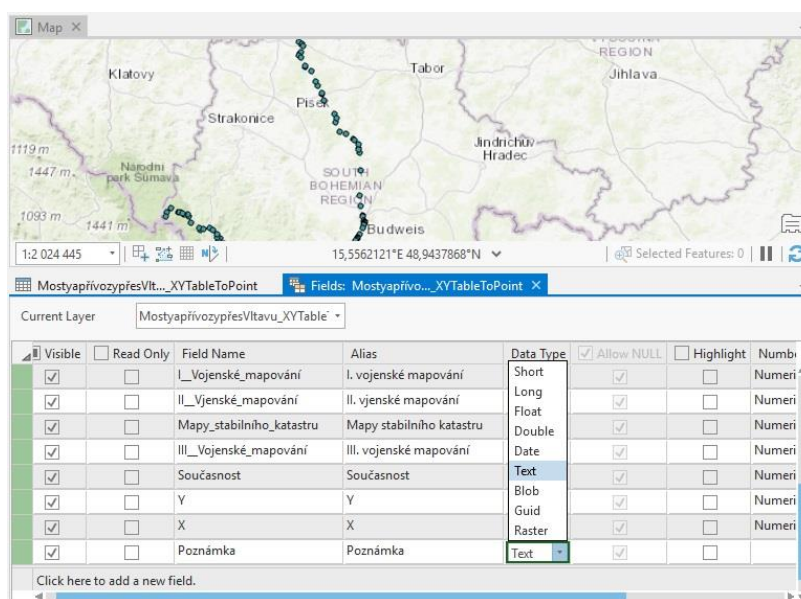 Map
REGION
Klatovy
Tabor
Jihlava
Písek
Strakonice
1119 m
Jindrichuv-
Hradec
1447 m
Narodni
park Sumava
SOUTH
BOHEMIAN
REGION
1093 m
1441 m
Budweis
1:2 024 445
15,5562121°E 48,9437868°N
Selected Features: 0
MostyapřívozypřesVlt..._XYTableToPoint
Fields: Mostyapřívo..._XYTableToPoint
Current Layer
MostyapřívozypřesVltavu_XYTable
Visible Read Only Field Name Alias Data Type Allow NULL Highlight Numbe
I__Vojenské_mapování I. vojenské mapování Short Numeri
II__Vjenské_mapování II. vjenské mapování Long Numeri
Float
Mapy_stabilního_katastru Mapy stabilního katastru Double Numeri
III__Vojenské_mapování III. vojenské mapování Date Numeri
Současnost Současnost Text Numeri
Y Y Blob Numeri
Guid
X X Raster Numeri
Poznámka Poznámka Text
Click here to add a new field.